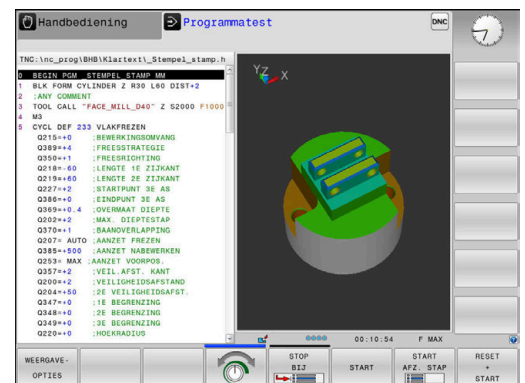 Handbediening
Programmatest
DNC
TNC:\nc_prog\BHB\Klartext\_Stempel_stamp.h
0 BEGIN PGM _STEMPEL_STAMP MM
1 BLK FORM CYLINDER Z R30 L60 DIST+2
2 ;ANY COMMENT
3 TOOL CALL "FACE_MILL_D40" Z S2000 F1000
4 M3
5 CYCL DEF 233 VLAKFREZEN
Q215=+0 ;BEWERKINGSOMVANG
Q389=+4 ;FREESSTRATEGIE
Q350=+1 ;FREESRICHTING
Q218=-60 ;LENGTE 1E ZIJKANT
Q219=+60 ;LENGTE 2E ZIJKANT
Q227=+2 ;STARTPUNT 3E AS
Q386=+0 ;EINDPUNT 3E AS
Q369=+0.4 ;OVERMAAT DIEPTE
Q202=+2 ;MAX. DIEPTESTAP
Q370=+1 ;BAANOVERLAPPING
Q207= AUTO ;AANZET FREZEN
Q385=+500 ;AANZET NABEWERKEN
Q253= MAX ;AANZET VOORPOS.
Q357=+2 ;VEIL.AFST. KANT
Q200=+2 ;VEILIGHEIDSAFSTAND
Q204=+50 ;2E VEILIGHEIDSAFST.
Q347=+0 ;1E BEGRENZING
Q348=+0 ;2E BEGRENZING
Q349=+0 ;3E BEGRENZING
Q220=+0 ;HOEKRADIUS
Y Z X
00:10:54 F MAX
WEERGAVE-
OPTIES
STOP
BIJ
START
START
AFZ. STAP
RESET
+
START